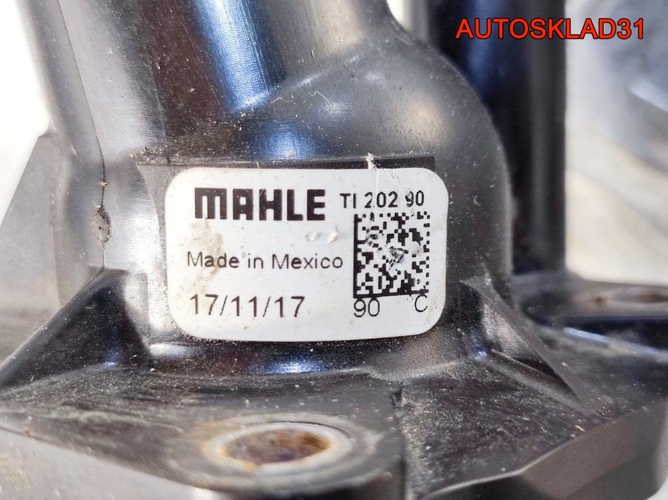 AUTOSKLAD31
MAHLE TI 202 90
Made in Mexico
17/11/17 90 C